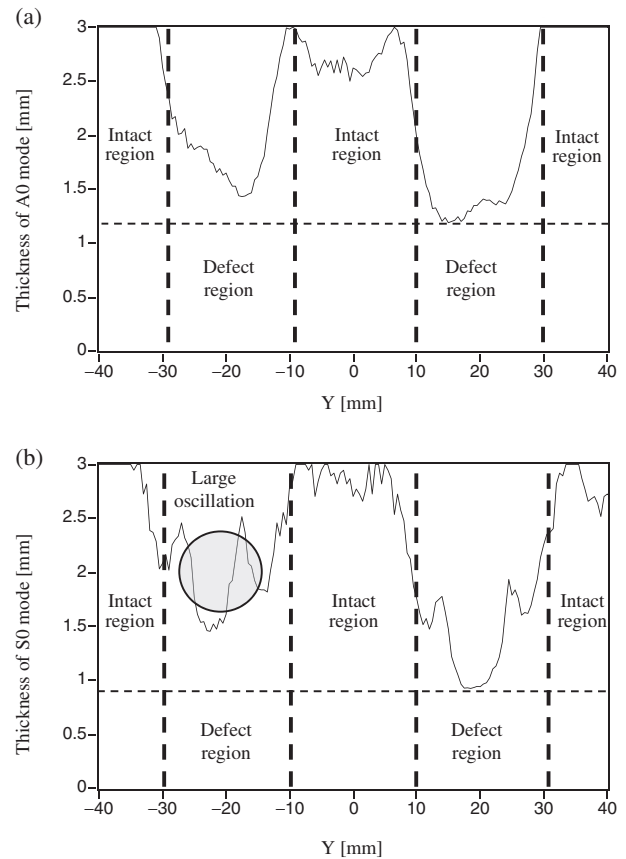 (a)
Thickness of A0 mode [mm]
3
2.5
2
1.5
1
0.5
0
Intact
region
Intact
region
Intact
region
Defect
region
Defect
region
−40 −30 −20 −10 0 10 20 30 40
Y [mm]
(b)
Thickness of S0 mode [mm]
3
2.5
2
1.5
1
0.5
0
Large
oscillation
Intact
region
Intact
region
Intact
region
Defect
region
Defect
region
−40 −30 −20 −10 0 10 20 30 40
Y [mm]